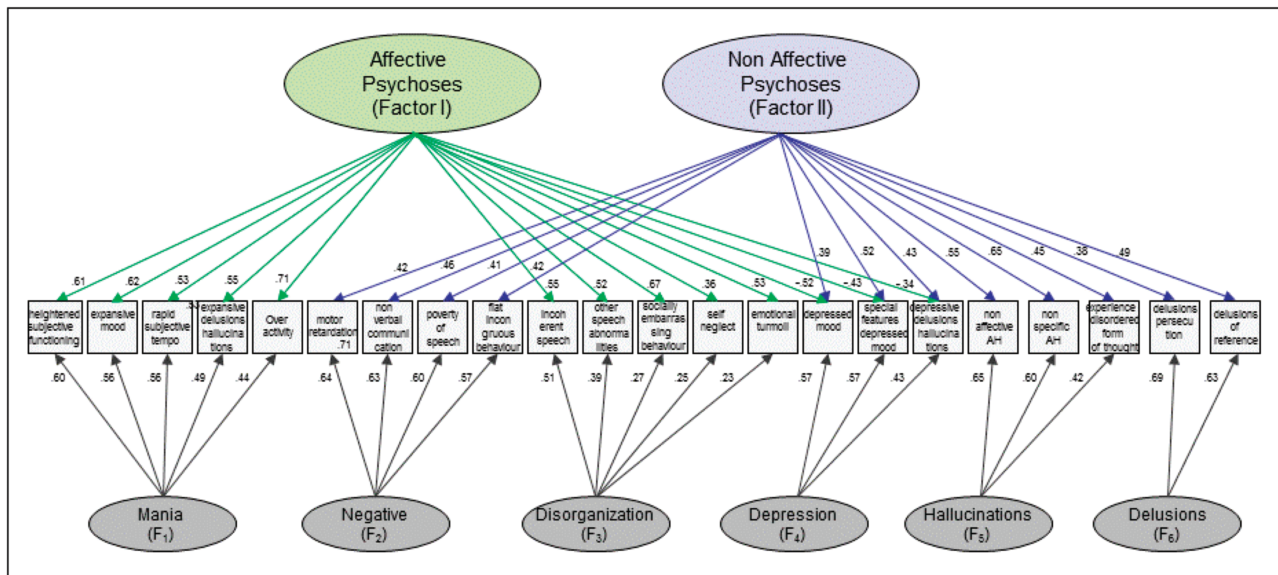 Affective
Psychoses
(Factor I)
Non Affective
Psychoses
(Factor II)
.61
.62
.53
.55
.71
.42
.46
.41
.42
.55
.52
.67
.36
.53
-.52
-.43
-.34
.39
.52
.43
.55
.65
.45
.38
.49
heightened
subjective
functioning
expansive
mood
rapid
subjective
tempo
expansive
delusions
hallucina
tions
Over
activity
motor
retardation
.71
non
verbal
communi
cation
poverty
of
speech
flat
incon
gruous
behaviour
incoh
erent
speech
other
speech
abnorma
lities
socially
embarras
sing
behaviour
self
neglect
emotional
turmoil
depressed
mood
special
features
depressed
mood
depressive
delusions
hallucina
tions
non
affective
AH
non
specific
AH
experience
disordered
form
of thought
delusions
persecution
delusions
of
reference
.60
.56
.56
.49
.44
.64
.63
.60
.57
.51
.39
.27
.25
.23
.57
.57
.43
.65
.60
.42
.69
.63
Mania
(F₁)
Negative
(F₂)
Disorganization
(F₃)
Depression
(F₄)
Hallucinations
(F₅)
Delusions
(F₆)